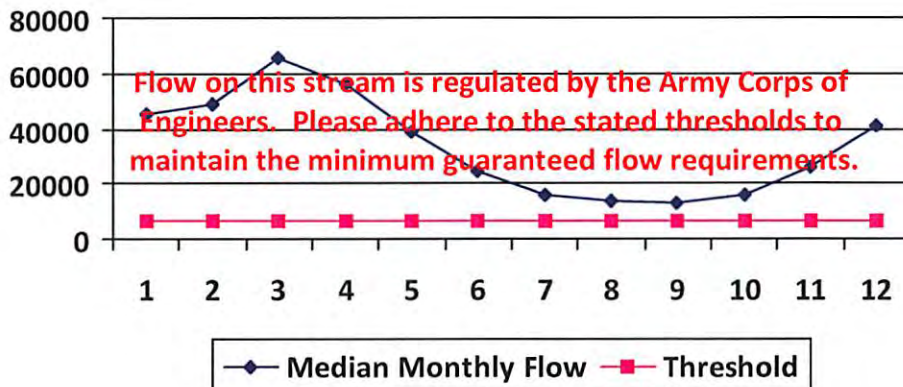 80000
60000
40000
20000
0
Flow on this stream is regulated by the Army Corps of
Engineers. Please adhere to the stated thresholds to
maintain the minimum guaranteed flow requirements.
1 2 3 4 5 6 7 8 9 10 11 12
Median Monthly Flow Threshold